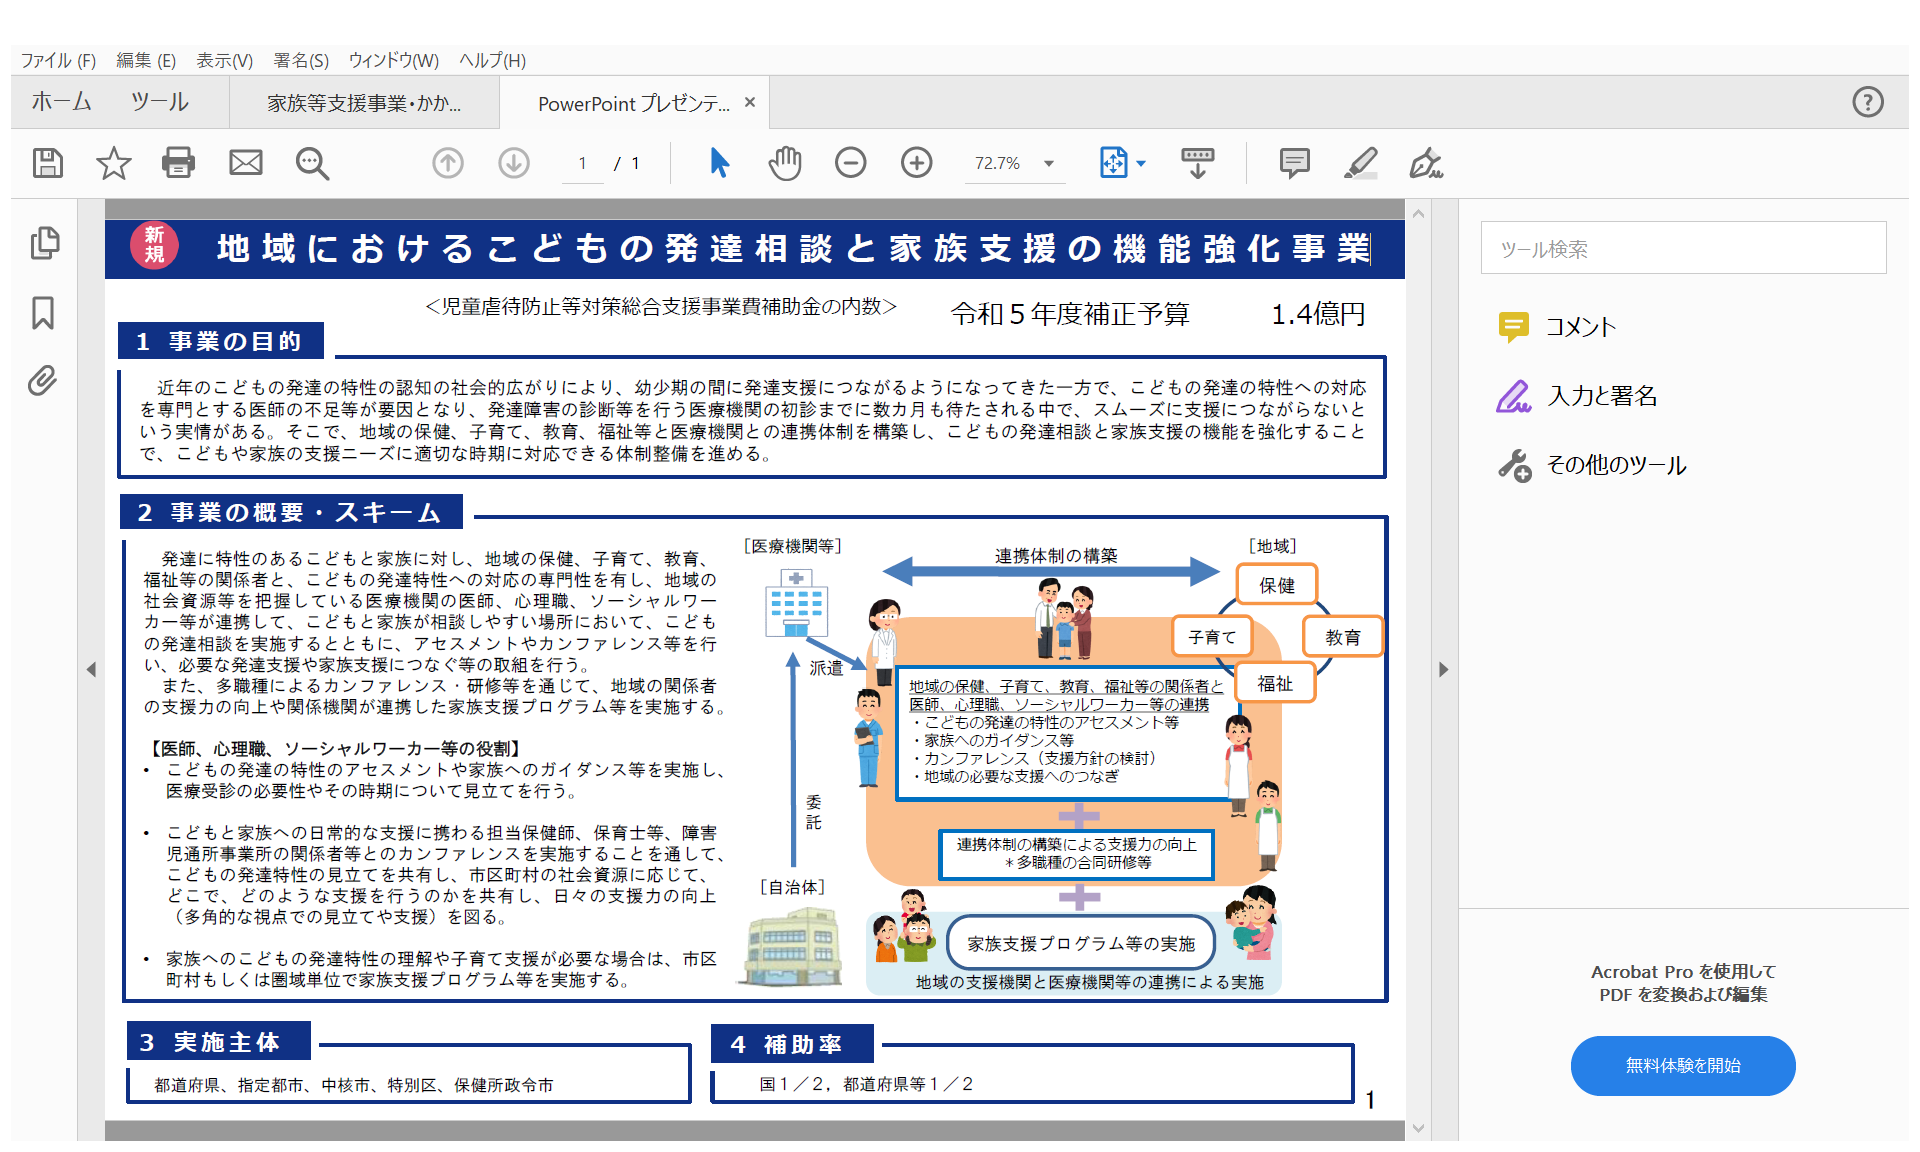 ファイル (F) 編集 (E) 表示(V) 署名(S) ウィンドウ(W) ヘルプ(H)
ホーム ツール 家族等支援事業・かか... PowerPoint プレゼンテ... ×
1 / 1 72.7%
新規
地域におけるこどもの発達相談と家族支援の機能強化事業
＜児童虐待防止等対策総合支援事業費補助金の内数＞ 令和５年度補正予算 1.4億円
1 事業の目的
近年のこどもの発達の特性の認知の社会的広がりにより、幼少期の間に発達支援につながるようになってきた一方で、こどもの発達の特性への対応
を専門とする医師の不足等が要因となり、発達障害の診断等を行う医療機関の初診までに数カ月も待たされる中で、スムーズに支援につながらないと
いう実情がある。そこで、地域の保健、子育て、教育、福祉等と医療機関との連携体制を構築し、こどもの発達相談と家族支援の機能を強化すること
で、こどもや家族の支援ニーズに適切な時期に対応できる体制整備を進める。
2 事業の概要・スキーム
発達に特性のあるこどもと家族に対し、地域の保健、子育て、教育、
福祉等の関係者と、こどもの発達特性への対応の専門性を有し、地域の
社会資源等を把握している医療機関の医師、心理職、ソーシャルワー
カー等が連携して、こどもと家族が相談しやすい場所において、こども
の発達相談を実施するとともに、アセスメントやカンファレンス等を行
い、必要な発達支援や家族支援につなぐ等の取組を行う。
また、多職種によるカンファレンス・研修等を通じて、地域の関係者
の支援力の向上や関係機関が連携した家族支援プログラム等を実施する。
【医師、心理職、ソーシャルワーカー等の役割】
• こどもの発達の特性のアセスメントや家族へのガイダンス等を実施し、
医療受診の必要性やその時期について見立てを行う。
• こどもと家族への日常的な支援に携わる担当保健師、保育士等、障害
児通所事業所の関係者等とのカンファレンスを実施することを通して、
こどもの発達特性の見立てを共有し、市区町村の社会資源に応じて、
どこで、どのような支援を行うのかを共有し、日々の支援力の向上
（多角的な視点での見立てや支援）を図る。
• 家族へのこどもの発達特性の理解や子育て支援が必要な場合は、市区
町村もしくは圏域単位で家族支援プログラム等を実施する。
［医療機関等］
連携体制の構築
［地域］
保健
子育て
教育
福祉
派遣
委託
［自治体］
地域の保健、子育て、教育、福祉等の関係者と
医師、心理職、ソーシャルワーカー等の連携
・こどもの発達の特性のアセスメント等
・家族へのガイダンス等
・カンファレンス（支援方針の検討）
・地域の必要な支援へのつなぎ
連携体制の構築による支援力の向上
＊多職種の合同研修等
家族支援プログラム等の実施
地域の支援機関と医療機関等の連携による実施
3 実施主体
都道府県、指定都市、中核市、特別区、保健所政令市
4 補助率
国１／２，都道府県等１／２
1
ツール検索
コメント
入力と署名
その他のツール
Acrobat Pro を使用して
PDF を変換および編集
無料体験を開始